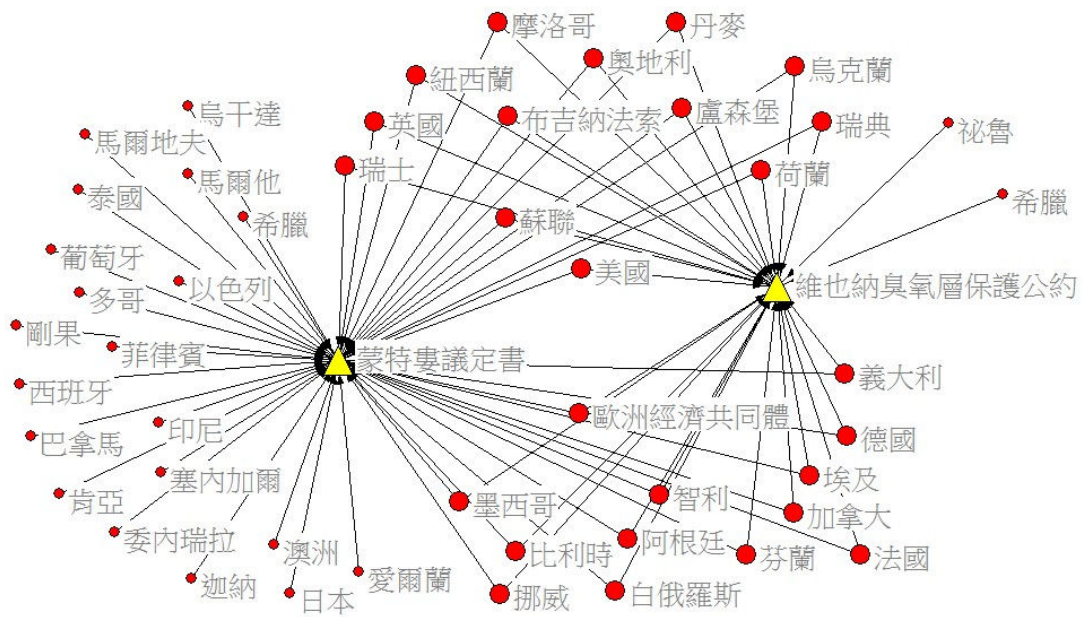 摩洛哥
丹麥
奧地利
烏克蘭
紐西蘭
烏干達
英國
布吉納法索
盧森堡
瑞典
祕魯
馬爾地夫
瑞士
荷蘭
馬爾他
泰國
希臘
希臘
蘇聯
葡萄牙
美國
以色列
維也納臭氧層保護公約
多哥
剛果
菲律賓
蒙特婁議定書
義大利
西班牙
歐洲經濟共同體
巴拿馬
印尼
德國
塞內加爾
埃及
肯亞
墨西哥
智利
加拿大
委內瑞拉
澳洲
比利時
阿根廷
芬蘭
法國
迦納
日本
愛爾蘭
挪威
白俄羅斯